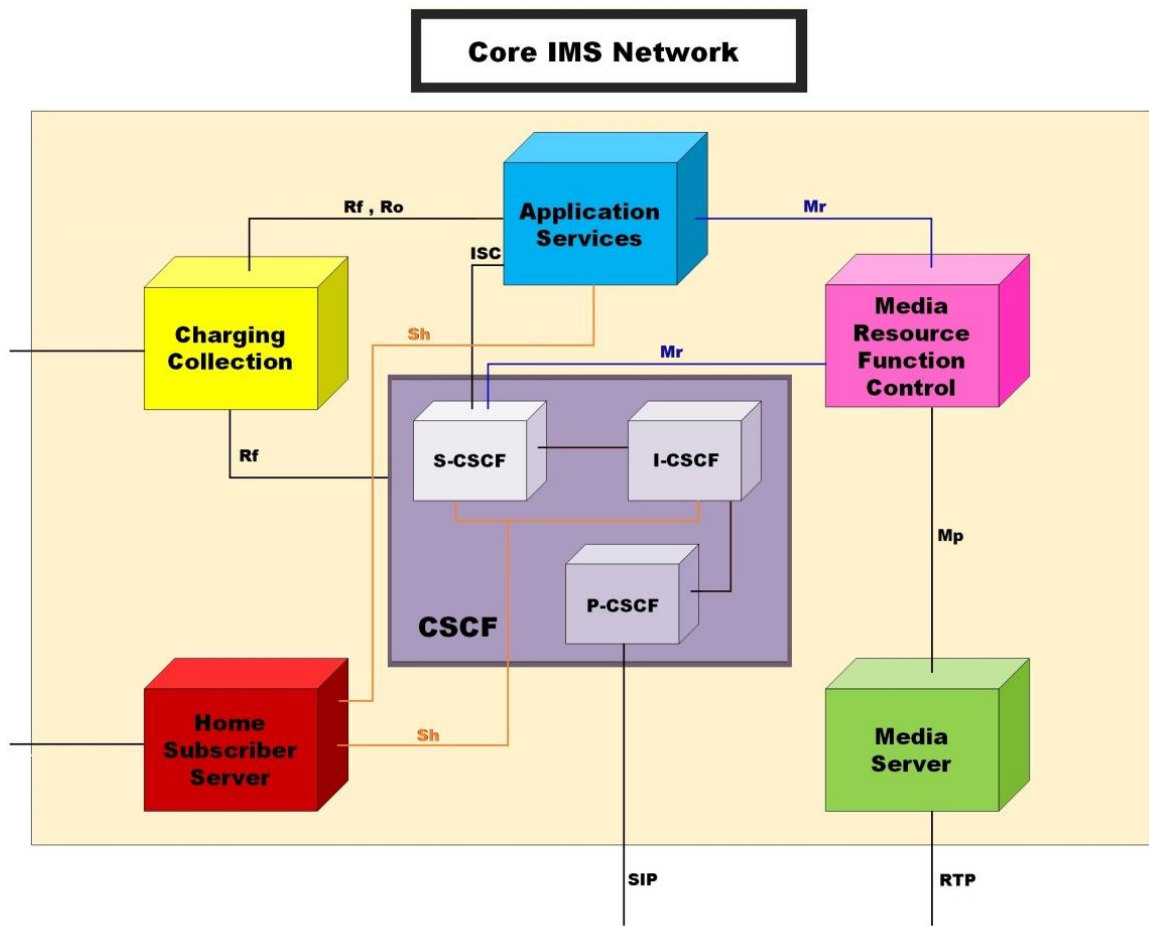 Core IMS Network
Application
Services
Rf , Ro
Mr
ISC
Charging
Collection
Media
Resource
Function
Control
Sh
Mr
S-CSCF
I-CSCF
Rf
Mp
P-CSCF
CSCF
Home
Subscriber
Server
Sh
Media
Server
SIP
RTP